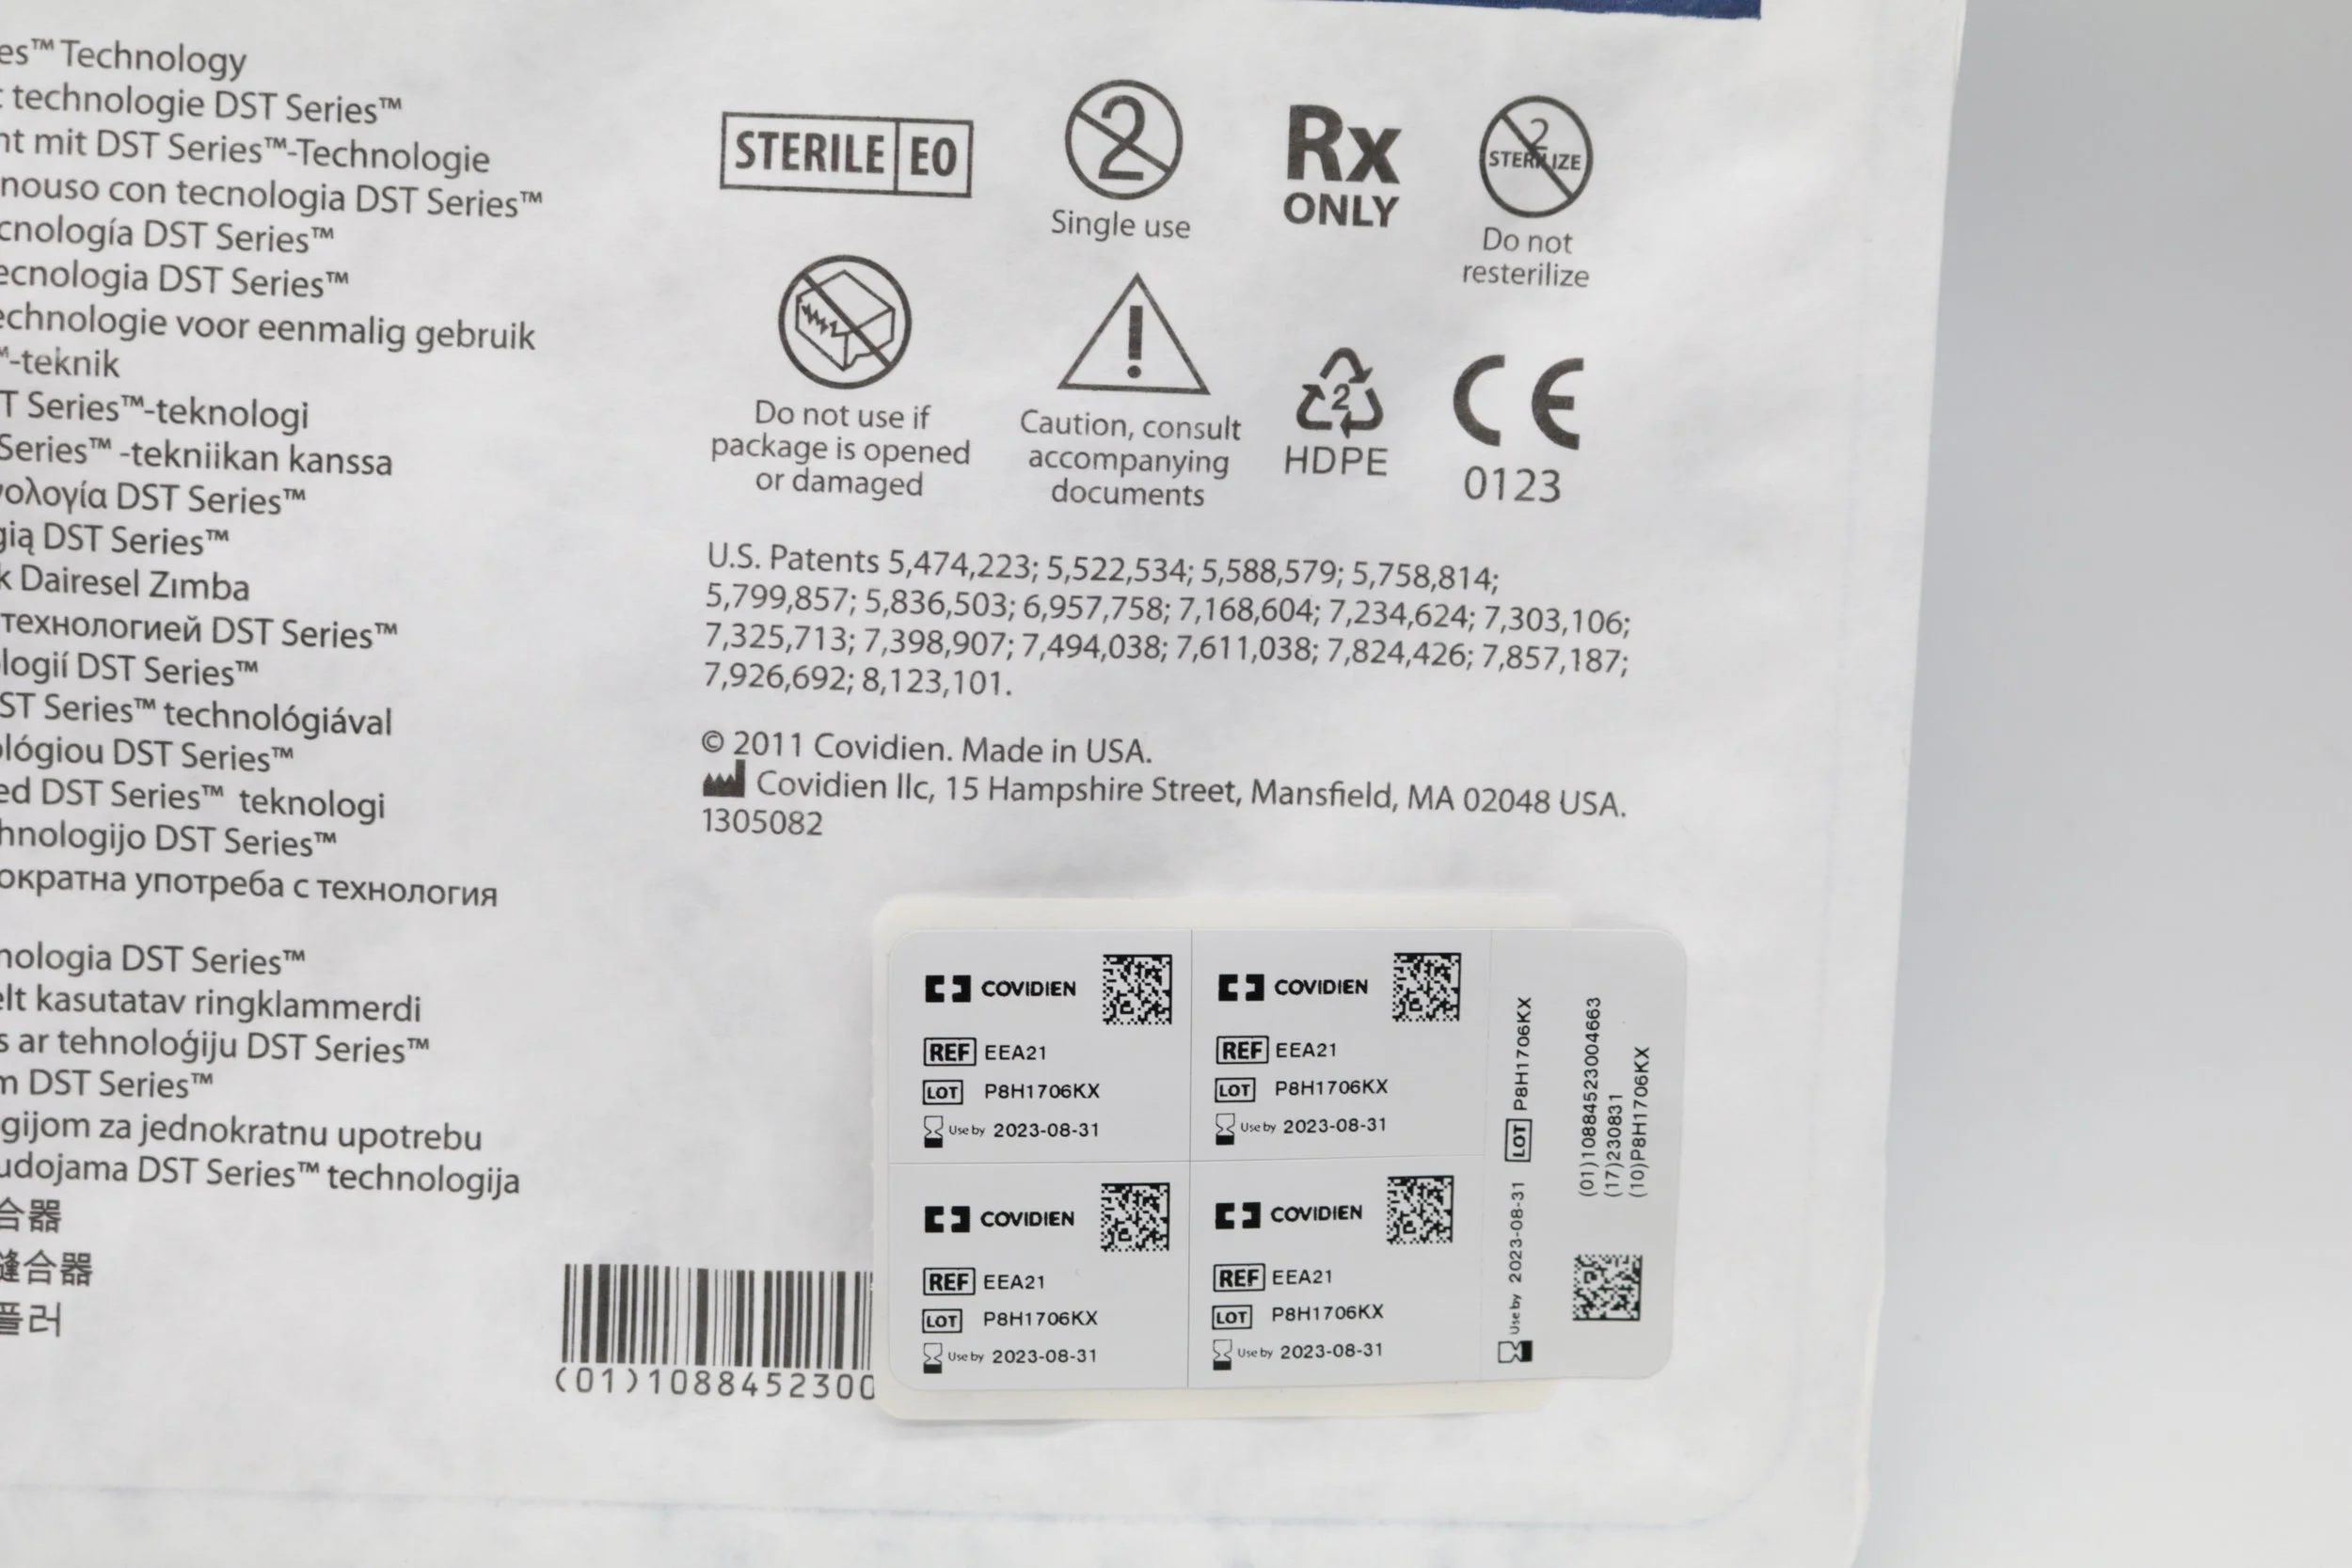 es™ Technology
t technologie DST Series™
nt mit DST Series™-Technologie
nouso con tecnologia DST Series™
cnología DST Series™
ecnologia DST Series™
echnologie voor eenmalig gebruik
™-teknik
T Series™-teknologi
Series™ -tekniikan kanssa
νολογία DST Series™
gią DST Series™
k Dairesel Zımba
технологией DST Series™
logií DST Series™
ST Series™ technológiával
ológiou DST Series™
ed DST Series™ teknologi
hnologijo DST Series™
ократна употреба с технология
nologia DST Series™
elt kasutatav ringklammerdi
s ar tehnoloģiju DST Series™
m DST Series™
gijom za jednokratnu upotrebu
udojama DST Series™ technologija
合器
缝合器
플러
STERILE EO
2
Single use
Rx
ONLY
2
STERILIZE
Do not
resterilize
Do not use if
package is opened
or damaged
!
Caution, consult
accompanying
documents
2
HDPE
CE
0123
U.S. Patents 5,474,223; 5,522,534; 5,588,579; 5,758,814;
5,799,857; 5,836,503; 6,957,758; 7,168,604; 7,234,624; 7,303,106;
7,325,713; 7,398,907; 7,494,038; 7,611,038; 7,824,426; 7,857,187;
7,926,692; 8,123,101.
© 2011 Covidien. Made in USA.
Covidien llc, 15 Hampshire Street, Mansfield, MA 02048 USA.
1305082
(01)1088452300
COVIDIEN
REF EEA21
LOT P8H1706KX
Use by 2023-08-31
COVIDIEN
REF EEA21
LOT P8H1706KX
Use by 2023-08-31
COVIDIEN
REF EEA21
LOT P8H1706KX
Use by 2023-08-31
COVIDIEN
REF EEA21
LOT P8H1706KX
Use by 2023-08-31
Use by 2023-08-31 LOT P8H1706KX
(01)10884523004663
(17)230831
(10)P8H1706KX